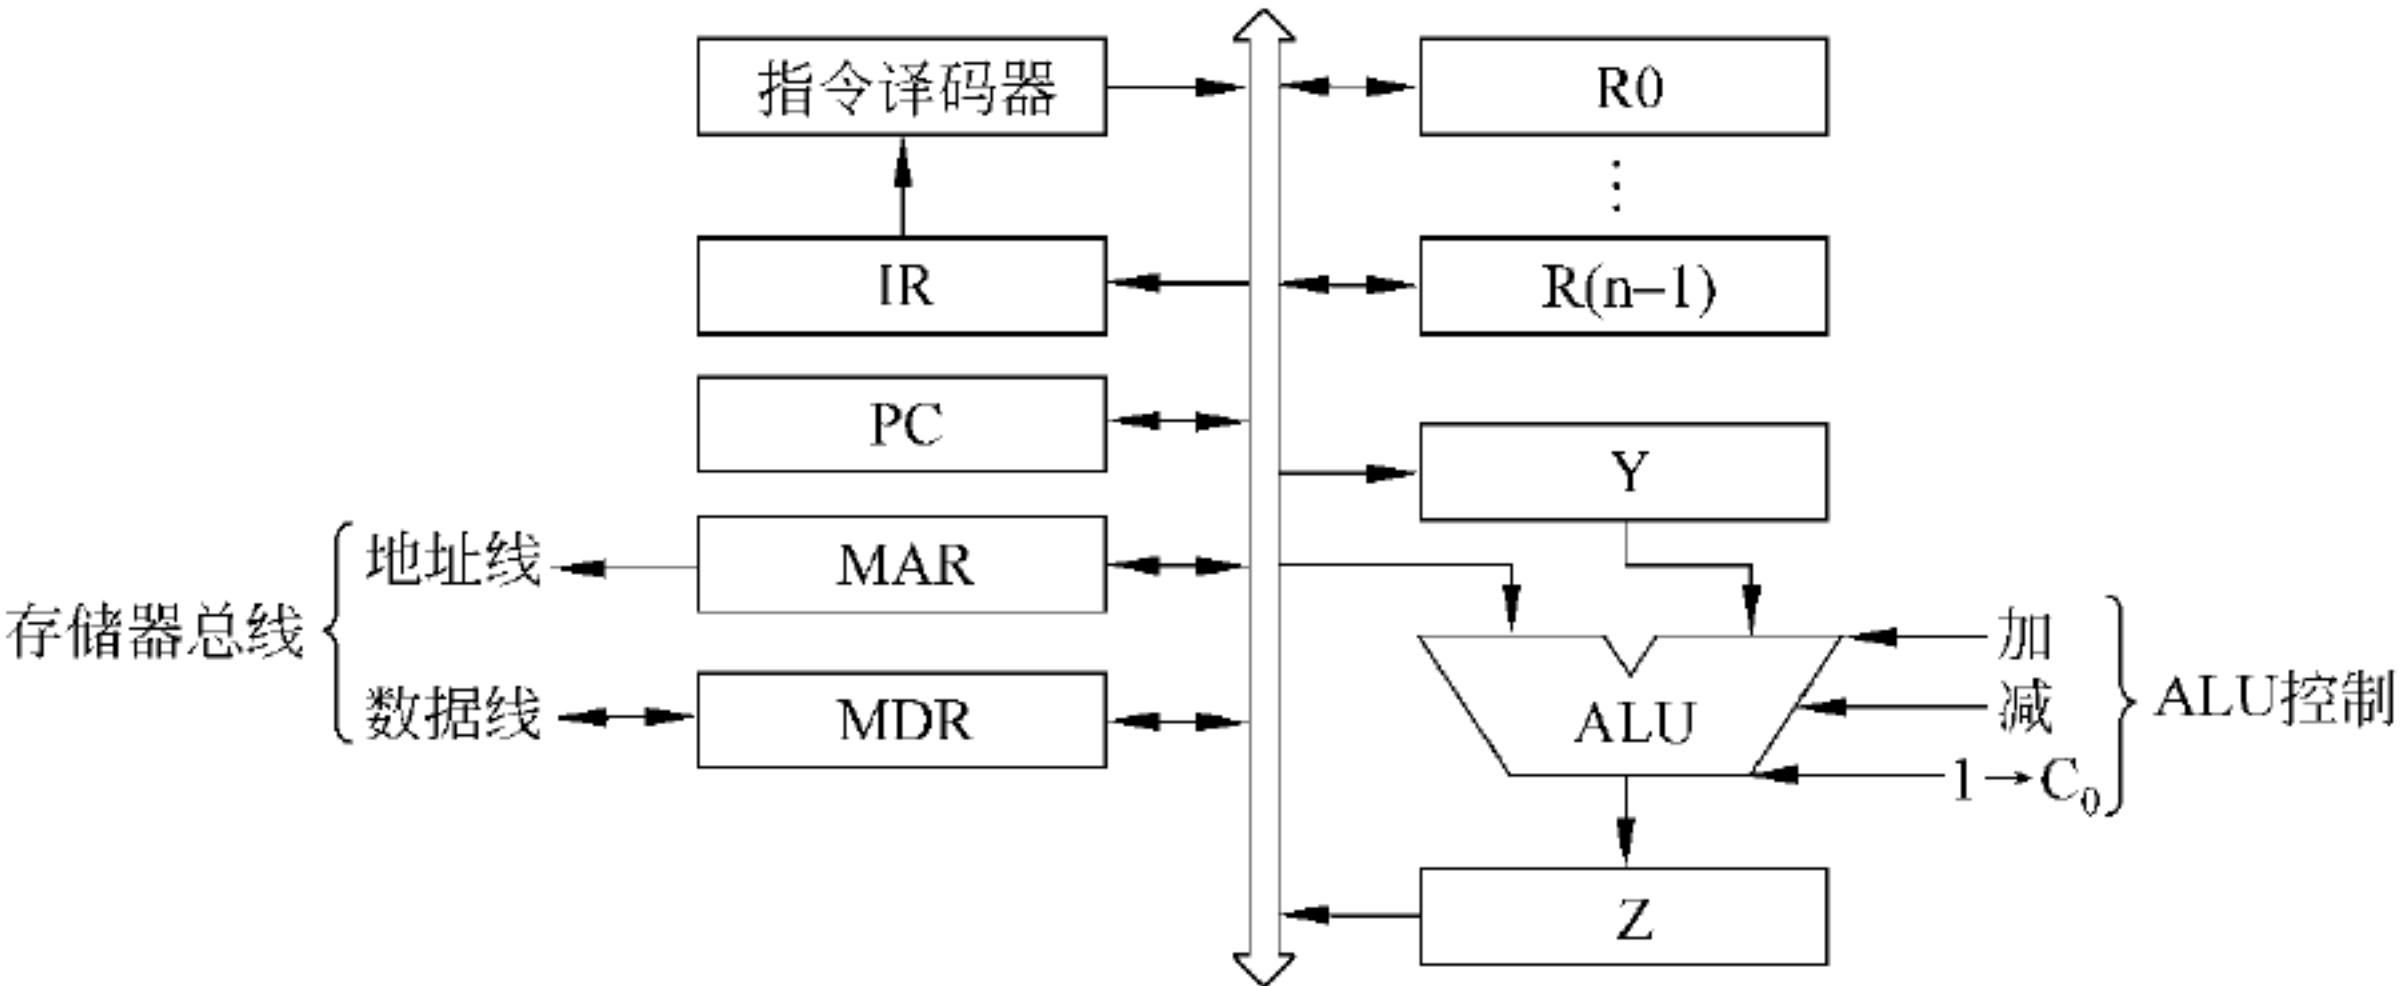 指令译码器
R0
⋮
IR
R(n−1)
PC
Y
存储器总线
地址线
MAR
数据线
MDR
ALU
加
减
1→C₀
ALU控制
Z